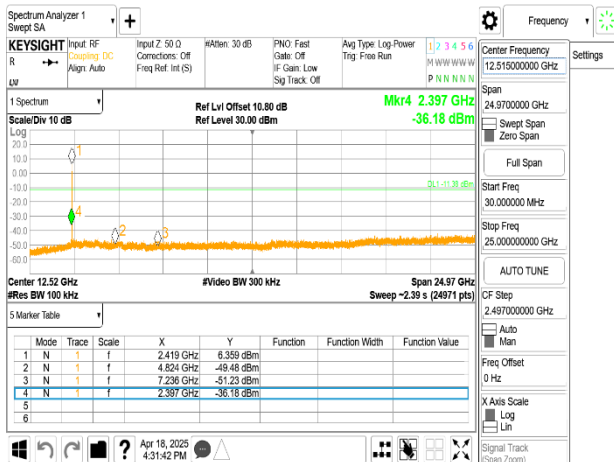 Spectrum Analyzer 1
Swept SA
+
Frequency
Settings
KEYSIGHT
R
Input: RF
Coupling: DC
Align: Auto
Input Z: 50 Ω
Corrections: Off
Freq Ref: Int (S)
#Atten: 30 dB
PNO: Fast
Gate: Off
IF Gain: Low
Sig Track: Off
Avg Type: Log-Power
Trig: Free Run
1 2 3 4 5 6
M W W W W W
P N N N N N
1 Spectrum
Scale/Div 10 dB
Ref Lvl Offset 10.80 dB
Ref Level 30.00 dBm
Mkr4 2.397 GHz
-36.18 dBm
Log
20.0
10.0
0.00
-10.0
-20.0
-30.0
-40.0
-50.0
-60.0
1
4
2
3
DL1 -11.36 dBm
Center 12.52 GHz
#Video BW 300 kHz
Span 24.97 GHz
#Res BW 100 kHz
Sweep ~2.39 s (24971 pts)
5 Marker Table
Mode Trace Scale X Y Function Function Width Function Value
1 N 1 f 2.419 GHz 6.359 dBm
2 N 1 f 4.824 GHz -49.48 dBm
3 N 1 f 7.236 GHz -51.23 dBm
4 N 1 f 2.397 GHz -36.18 dBm
5
6
Apr 18, 2025
4:31:42 PM
?
Center Frequency
12.515000000 GHz
Span
24.9700000 GHz
Swept Span
Zero Span
Full Span
Start Freq
30.000000 MHz
Stop Freq
25.000000000 GHz
AUTO TUNE
CF Step
2.497000000 GHz
Auto
Man
Freq Offset
0 Hz
X Axis Scale
Log
Lin
Signal Track
(Span Zoom)